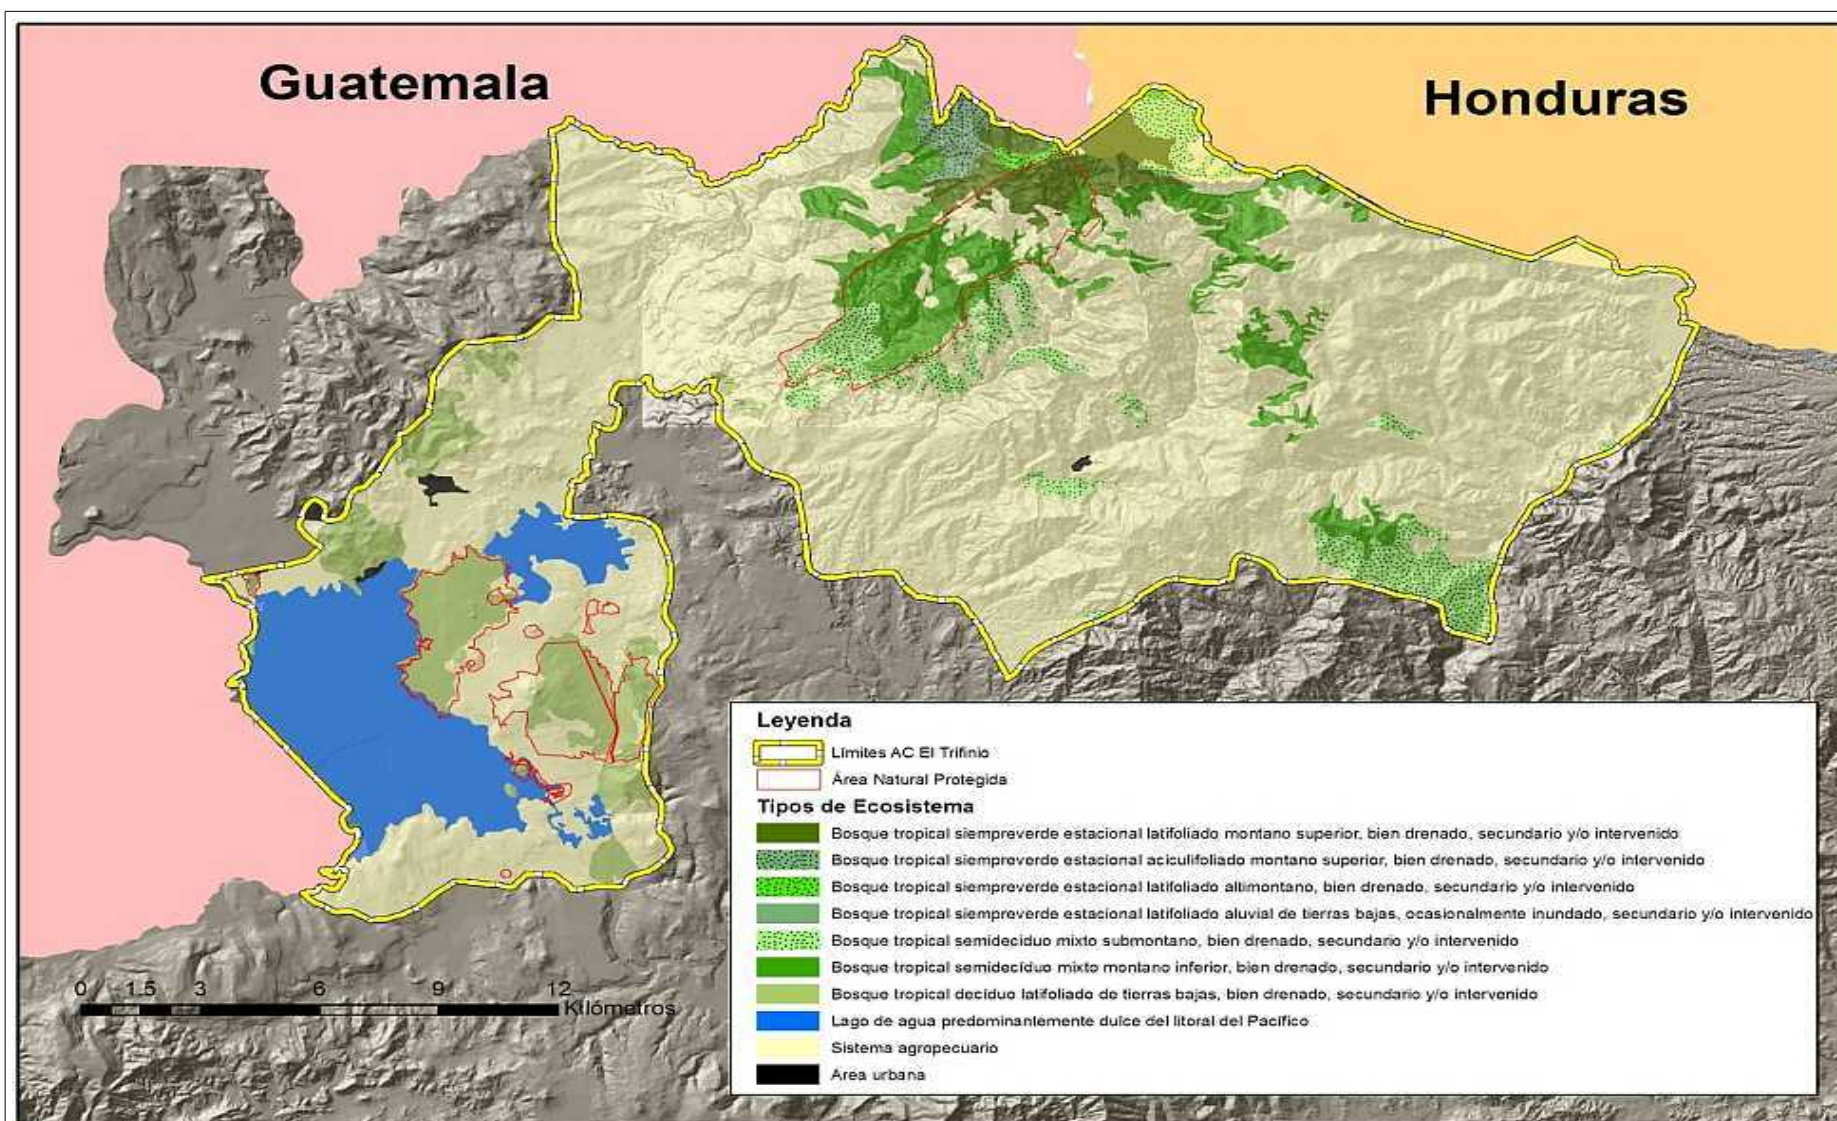 Guatemala
Honduras
Leyenda
Límites AC El Trifinio
Área Natural Protegida
Tipos de Ecosistema
Bosque tropical siempreverde estacional latifoliado montano superior, bien drenado, secundario y/o intervenido
Bosque tropical siempreverde estacional aciculifoliado montano superior, bien drenado, secundario y/o intervenido
Bosque tropical siempreverde estacional latifoliado altimontano, bien drenado, secundario y/o intervenido
Bosque tropical siempreverde estacional latifoliado aluvial de tierras bajas, ocasionalmente inundado, secundario y/o intervenido
Bosque tropical semideciduo mixto submontano, bien drenado, secundario y/o intervenido
Bosque tropical semidecíduo mixto montano inferior, bien drenado, secundario y/o intervenido
Bosque tropical decíduo latifoliado de tierras bajas, bien drenado, secundario y/o intervenido
Lago de agua predominantemente dulce del litoral del Pacífico
Sistema agropecuario
Area urbana
0 1.5 3 6 9 12
Kilómetros